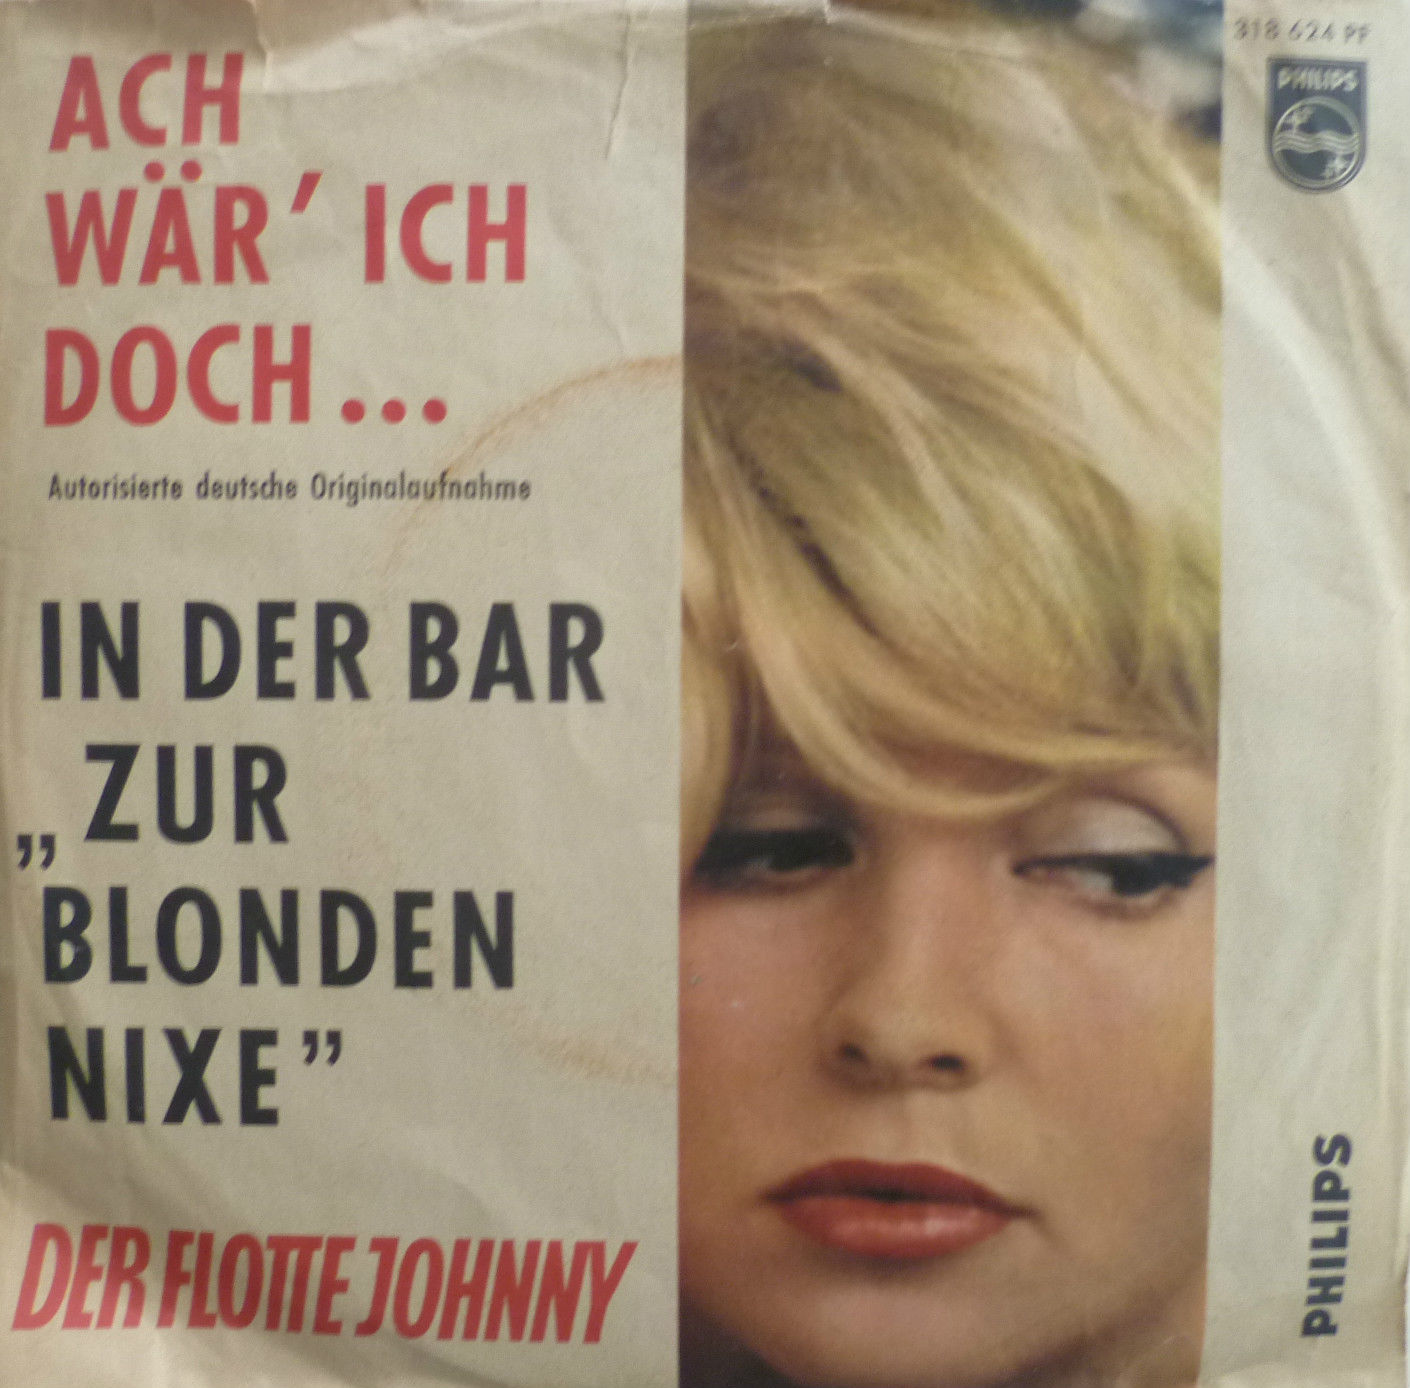 ACH
WÄR' ICH
DOCH...
Autorisierte deutsche Originalaufnahme
IN DER BAR
ZUR
„BLONDEN
NIXE”
DER FLOTTE JOHNNY
318 624 PF
PHILIPS
PHILIPS